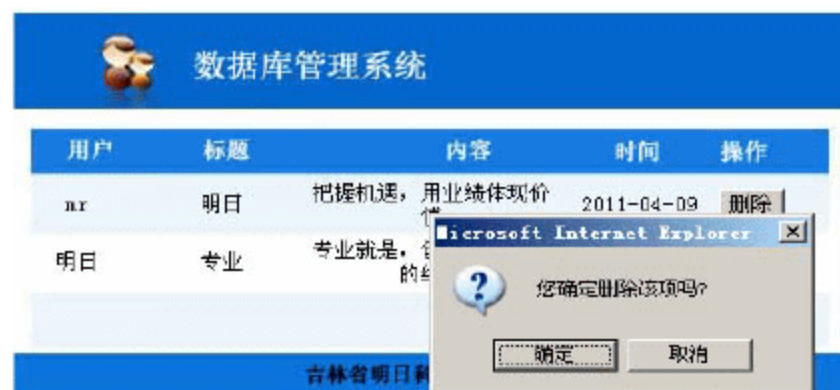 数据库管理系统
用户 标题 内容 时间 操作
mr 明日 把握机遇，用业绩体现价 2011-04-09 删除
明日 专业 专业就是，
的
Microsoft Internet Explorer
您确定删除该项吗?
确定 取消
吉林省明日科